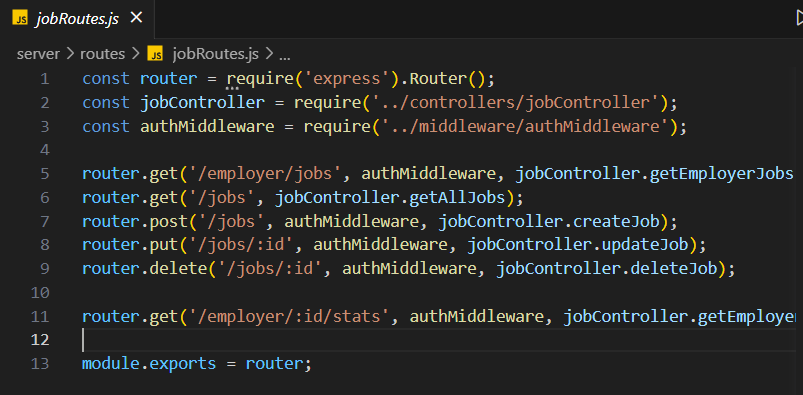 JS jobRoutes.js ×
server > routes > JS jobRoutes.js > ...
1 const router = require('express').Router();
2 const jobController = require('../controllers/jobController');
3 const authMiddleware = require('../middleware/authMiddleware');
4
5 router.get('/employer/jobs', authMiddleware, jobController.getEmployerJobs
6 router.get('/jobs', jobController.getAllJobs);
7 router.post('/jobs', authMiddleware, jobController.createJob);
8 router.put('/jobs/:id', authMiddleware, jobController.updateJob);
9 router.delete('/jobs/:id', authMiddleware, jobController.deleteJob);
10
11 router.get('/employer/:id/stats', authMiddleware, jobController.getEmploye
12
13 module.exports = router;